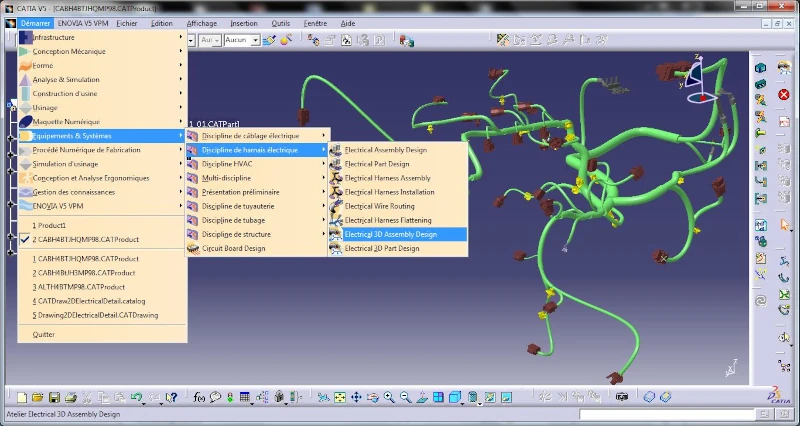 CATIA V5 - [CABH4BTJHQMP98.CATProduct]
Démarrer ENOVIA V5 VPM Fichier Edition Affichage Insertion Outils Fenêtre Aide
Infrastructure
Conception Mécanique
Forme
Analyse & Simulation
Construction d'usine
Usinage
Maquette Numérique
Equipements & Systèmes
Procédé Numérique de Fabrication
Simulation d'usinage
Conception et Analyse Ergonomiques
Gestion des connaissances
ENOVIA V5 VPM
1 Product1
2 CABH4BTJHQMP98.CATProduct
1 CABH4BTJHQMP98.CATProduct
2 CABH4BtJH3MP98.CATProduct
3 ALTH4BTMP98.CATProduct
4 CATDraw2DElectricalDetail.catalog
5 Drawing2DElectricalDetail.CATDrawing
Quitter
Aucun
1_01.CATPart)
Discipline de câblage électrique
Discipline de harnais électrique
Discipline HVAC
Multi-discipline
Présentation préliminaire
Discipline de tuyauterie
Discipline de tubage
Discipline de structure
Circuit Board Design
Electrical Assembly Design
Electrical Part Design
Electrical Harness Assembly
Electrical Harness Installation
Electrical Wire Routing
Electrical Harness Flattening
Electrical 3D Assembly Design
Electrical 3D Part Design
z
x
y
f(x)
CATIA
Atelier Electrical 3D Assembly Design